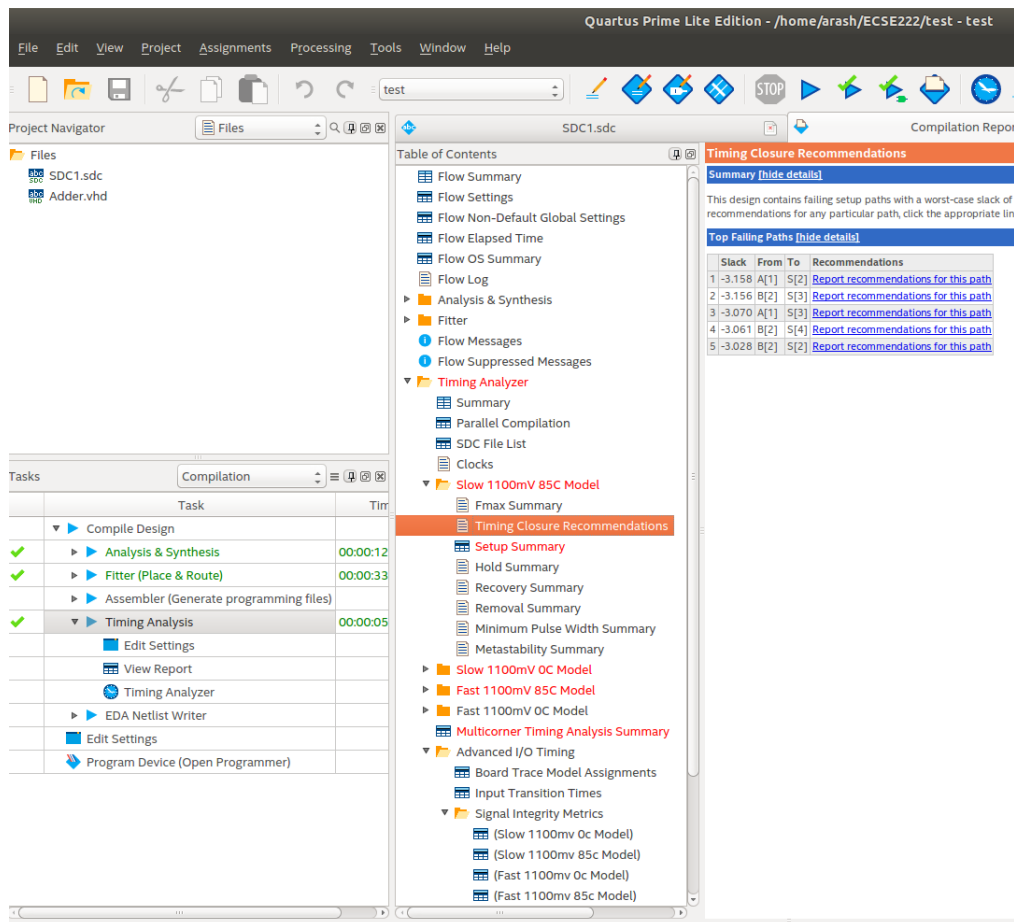 Quartus Prime Lite Edition - /home/arash/ECSE222/test - test
File Edit View Project Assignments Processing Tools Window Help
test
STOP
Project Navigator
Files
Files
SDC1.sdc
Adder.vhd
Tasks
Compilation
Task
Tim
Compile Design
Analysis & Synthesis 00:00:12
Fitter (Place & Route) 00:00:33
Assembler (Generate programming files)
Timing Analysis 00:00:05
Edit Settings
View Report
Timing Analyzer
EDA Netlist Writer
Edit Settings
Program Device (Open Programmer)
SDC1.sdc
Compilation Repor
Table of Contents
Flow Summary
Flow Settings
Flow Non-Default Global Settings
Flow Elapsed Time
Flow OS Summary
Flow Log
Analysis & Synthesis
Fitter
Flow Messages
Flow Suppressed Messages
Timing Analyzer
Summary
Parallel Compilation
SDC File List
Clocks
Slow 1100mV 85C Model
Fmax Summary
Timing Closure Recommendations
Setup Summary
Hold Summary
Recovery Summary
Removal Summary
Minimum Pulse Width Summary
Metastability Summary
Slow 1100mV 0C Model
Fast 1100mV 85C Model
Fast 1100mV 0C Model
Multicorner Timing Analysis Summary
Advanced I/O Timing
Board Trace Model Assignments
Input Transition Times
Signal Integrity Metrics
(Slow 1100mv 0c Model)
(Slow 1100mv 85c Model)
(Fast 1100mv 0c Model)
(Fast 1100mv 85c Model)
Timing Closure Recommendations
Summary [hide details]
This design contains failing setup paths with a worst-case slack of
recommendations for any particular path, click the appropriate lin
Top Failing Paths [hide details]
Slack From To Recommendations
1 -3.158 A[1] S[2] Report recommendations for this path
2 -3.156 B[2] S[3] Report recommendations for this path
3 -3.070 A[1] S[3] Report recommendations for this path
4 -3.061 B[2] S[4] Report recommendations for this path
5 -3.028 B[2] S[2] Report recommendations for this path